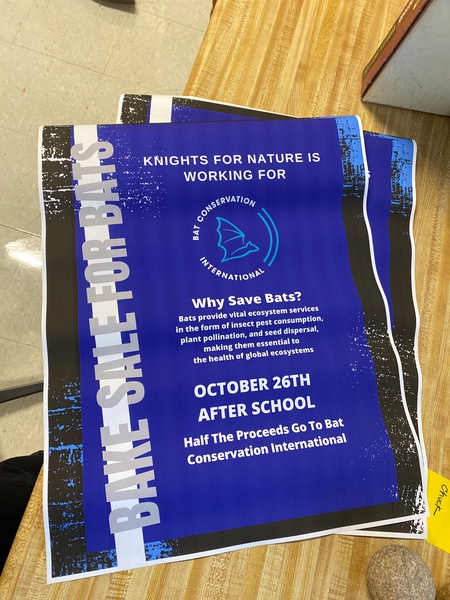 BAKE SALE FOR BATS
KNIGHTS FOR NATURE IS
WORKING FOR
BAT CONSERVATION
INTERNATIONAL
Why Save Bats?
Bats provide vital ecosystem services
in the form of insect pest consumption,
plant pollination, and seed dispersal,
making them essential to
the health of global ecosystems
OCTOBER 26TH
AFTER SCHOOL
Half The Proceeds Go To Bat
Conservation International